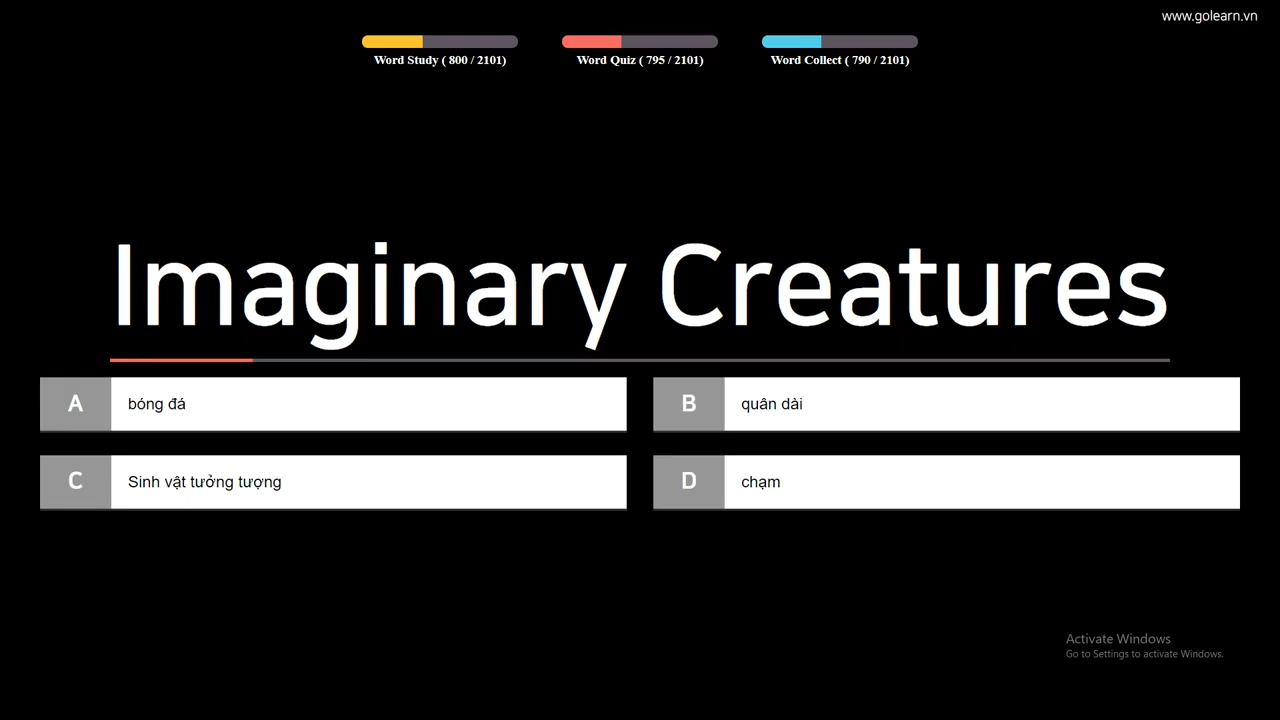 www.golearn.vn
Word Study ( 800 / 2101)
Word Quiz ( 795 / 2101)
Word Collect ( 790 / 2101)
Imaginary Creatures
A bóng đá
B quân dài
C Sinh vật tưởng tượng
D chạm
Activate Windows
Go to Settings to activate Windows.